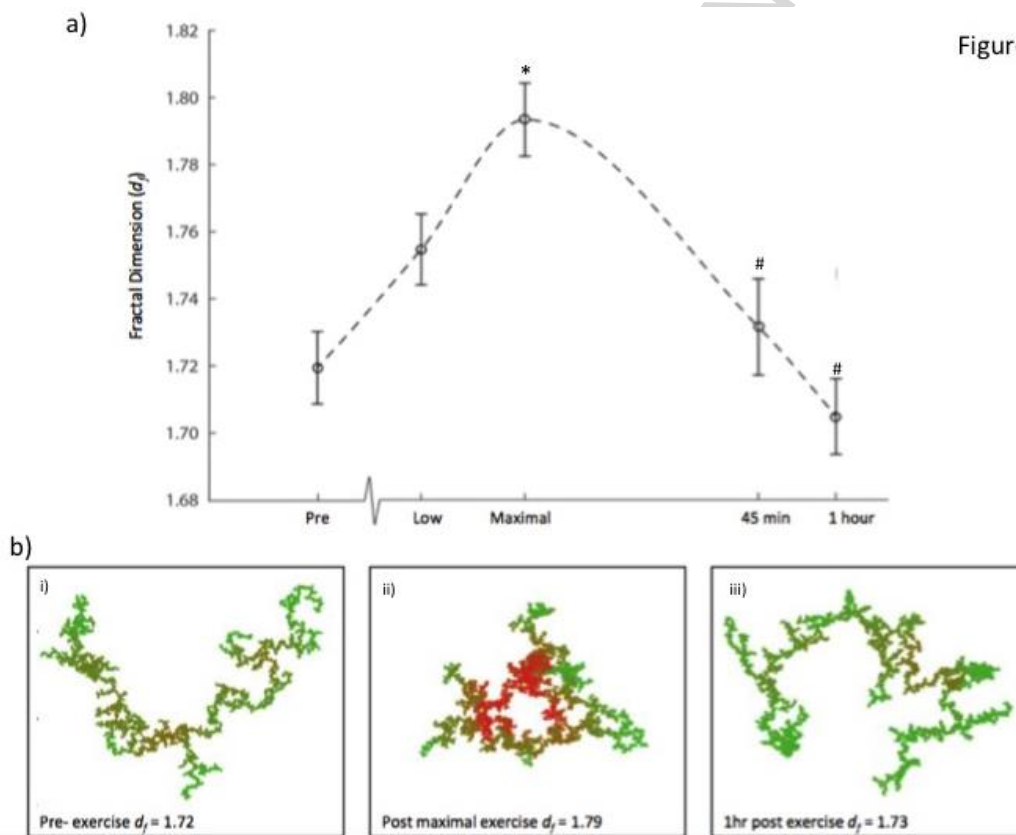 a)
Figure
1.82
*
1.80
1.78
1.76
#
1.74
#
1.72
1.70
1.68
Fractal Dimension (df)
Pre Low Maximal 45 min 1 hour
b)
i)
Pre- exercise df = 1.72
ii)
Post maximal exercise df = 1.79
iii)
1hr post exercise df = 1.73